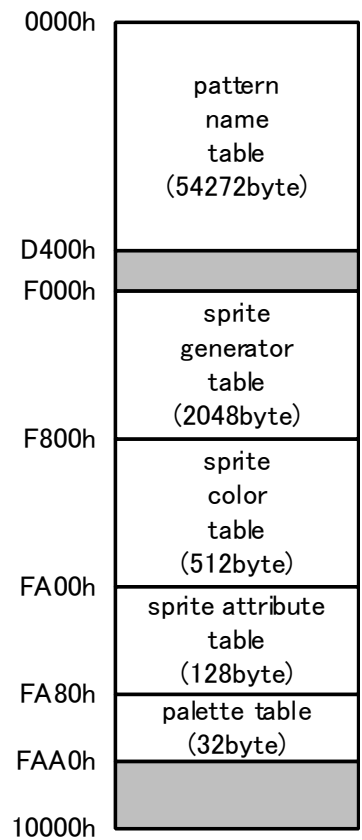 0000h
pattern
name
table
(54272byte)
D400h
F000h
sprite
generator
table
(2048byte)
F800h
sprite
color
table
(512byte)
FA00h
sprite attribute
table
(128byte)
FA80h
palette table
(32byte)
FAA0h
10000h